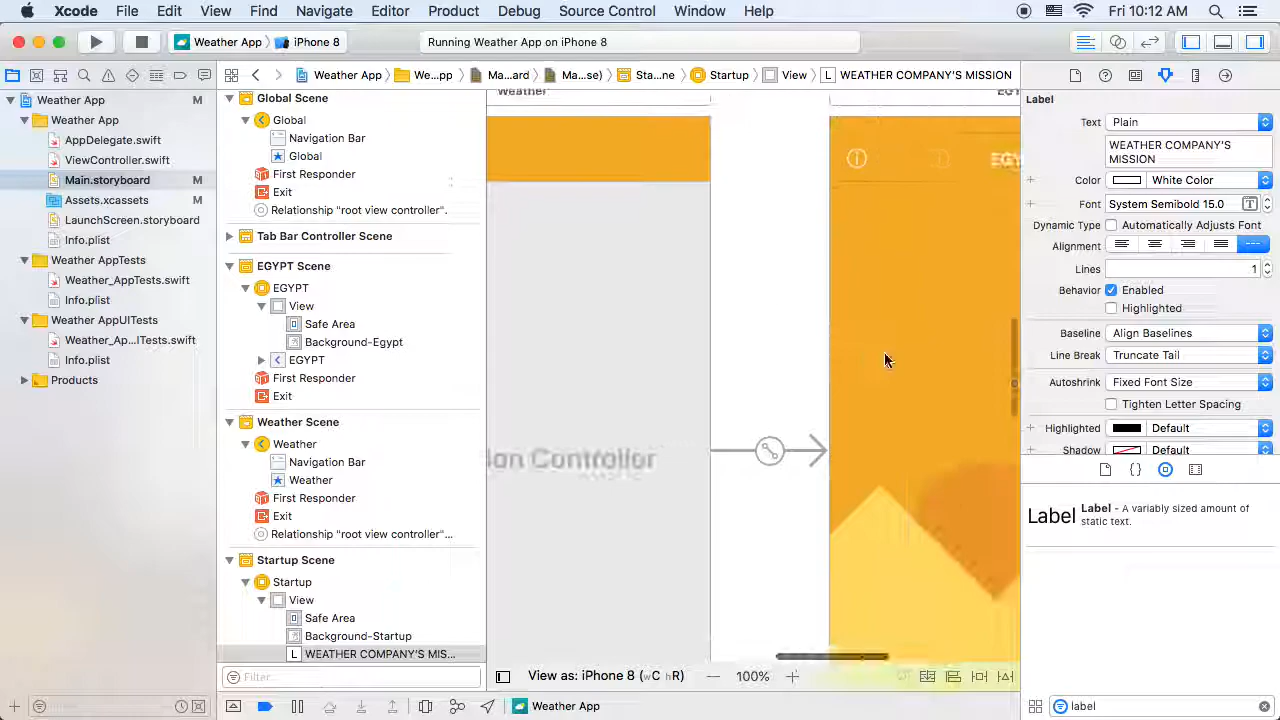 Xcode File Edit View Find Navigate Editor Product Debug Source Control Window Help Fri 10:12 AM
Weather App iPhone 8 Running Weather App on iPhone 8
Weather App We...pp Ma...ard Ma...se) Sta...ne Startup View L WEATHER COMPANY'S MISSION
Weather App M
Weather App
AppDelegate.swift
ViewController.swift
Main.storyboard M
Assets.xcassets M
LaunchScreen.storyboard
Info.plist
Weather AppTests
Weather_AppTests.swift
Info.plist
Weather AppUITests
Weather_Ap...ITests.swift
Info.plist
Products
Filter
Global Scene
Global
Navigation Bar
Global
First Responder
Exit
Relationship "root view controller".
Tab Bar Controller Scene
EGYPT Scene
EGYPT
View
Safe Area
Background-Egypt
EGYPT
First Responder
Exit
Weather Scene
Weather
Navigation Bar
Weather
First Responder
Exit
Relationship "root view controller"...
Startup Scene
Startup
View
Safe Area
Background-Startup
L WEATHER COMPANY'S MIS...
Filter
Weather
EGY
EGY
ion Controller
View as: iPhone 8 (wC hR) — 100% +
Weather App
Label
Text Plain
WEATHER COMPANY'S
MISSION
Color White Color
Font System Semibold 15.0
Dynamic Type Automatically Adjusts Font
Alignment
Lines 1
Behavior Enabled
Highlighted
Baseline Align Baselines
Line Break Truncate Tail
Autoshrink Fixed Font Size
Tighten Letter Spacing
Highlighted Default
Shadow Default
Label Label - A variably sized amount of
static text.
label